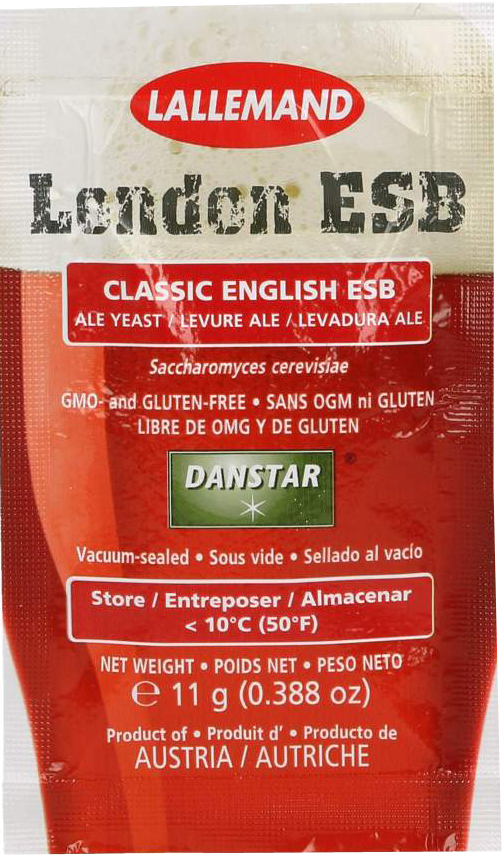 LALLEMAND
London ESB
CLASSIC ENGLISH ESB
ALE YEAST / LEVURE ALE / LEVADURA ALE
Saccharomyces cerevisiae
GMO- and GLUTEN-FREE • SANS OGM ni GLUTEN
LIBRE DE OMG Y DE GLUTEN
DANSTAR®
Vacuum-sealed • Sous vide • Sellado al vacío
Store / Entreposer / Almacenar
< 10°C (50°F)
NET WEIGHT • POIDS NET • PESO NETO
℮ 11 g (0.388 oz)
Product of • Produit d' • Producto de
AUSTRIA / AUTRICHE